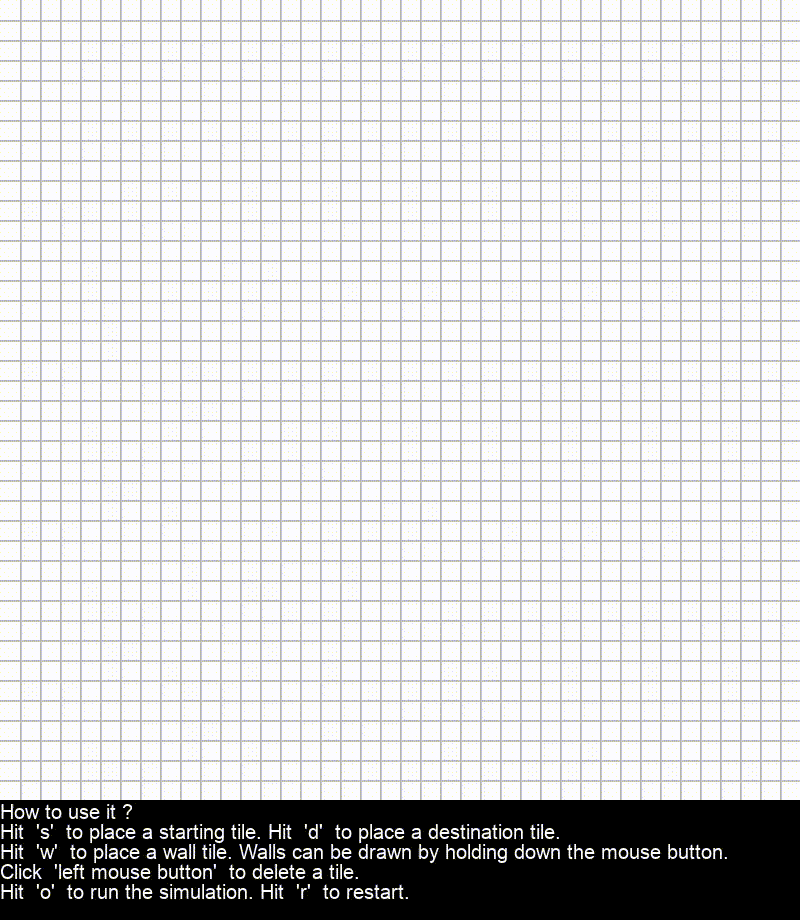 How to use it ?
Hit 's' to place a starting tile. Hit 'd' to place a destination tile.
Hit 'w' to place a wall tile. Walls can be drawn by holding down the mouse button.
Click 'left mouse button' to delete a tile.
Hit 'o' to run the simulation. Hit 'r' to restart.